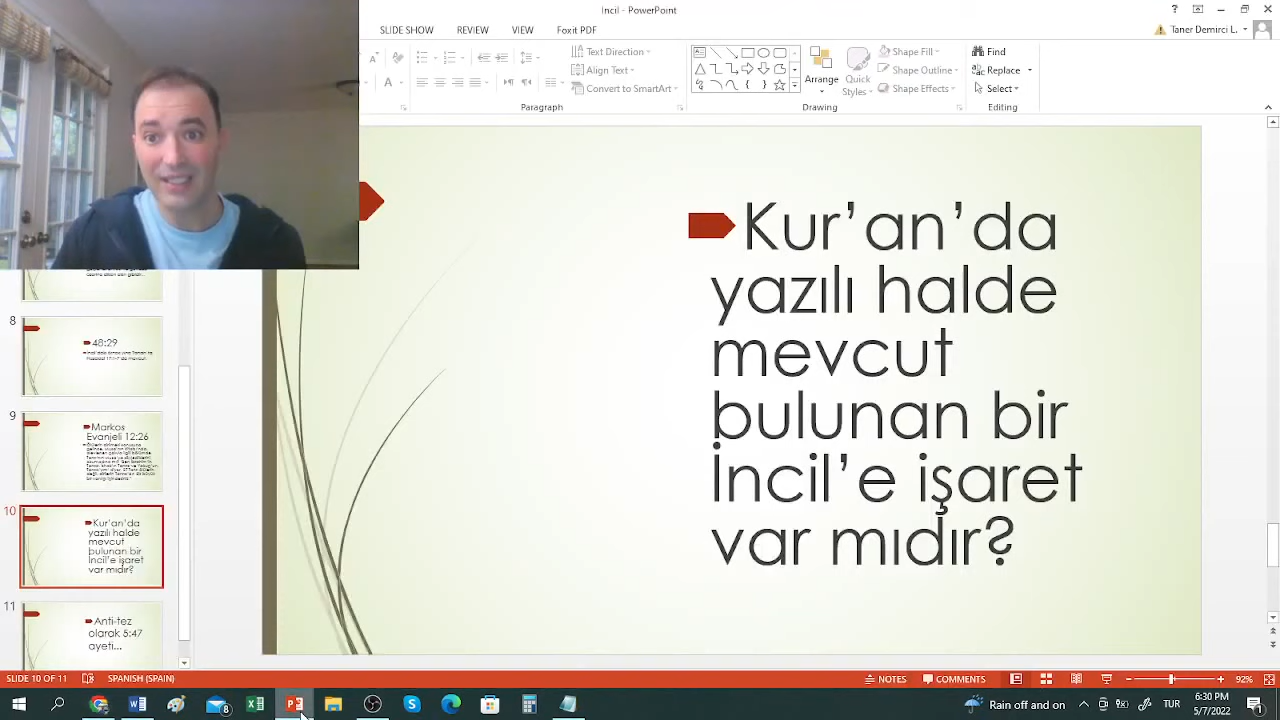 Incil - PowerPoint
SLIDE SHOW REVIEW VIEW Foxit PDF
Taner Demirci L.
Text Direction
Align Text
Convert to SmartArt
Paragraph
Arrange
Quick Styles
Shape Fill
Shape Outline
Shape Effects
Drawing
Find
Replace
Select
Editing
8
48:29
9
Markos
Evanjeli 12:26
10
Kur’an’da
yazılı halde
mevcut
bulunan bir
İncil’e işaret
var mıdır?
11
Anti-tez
olarak 5:47
ayeti...
Kur’an’da
yazılı halde
mevcut
bulunan bir
İncil’e işaret
var mıdır?
SLIDE 10 OF 11 SPANISH (SPAIN) NOTES COMMENTS 92%
Rain off and on TUR 6:30 PM
5/7/2022